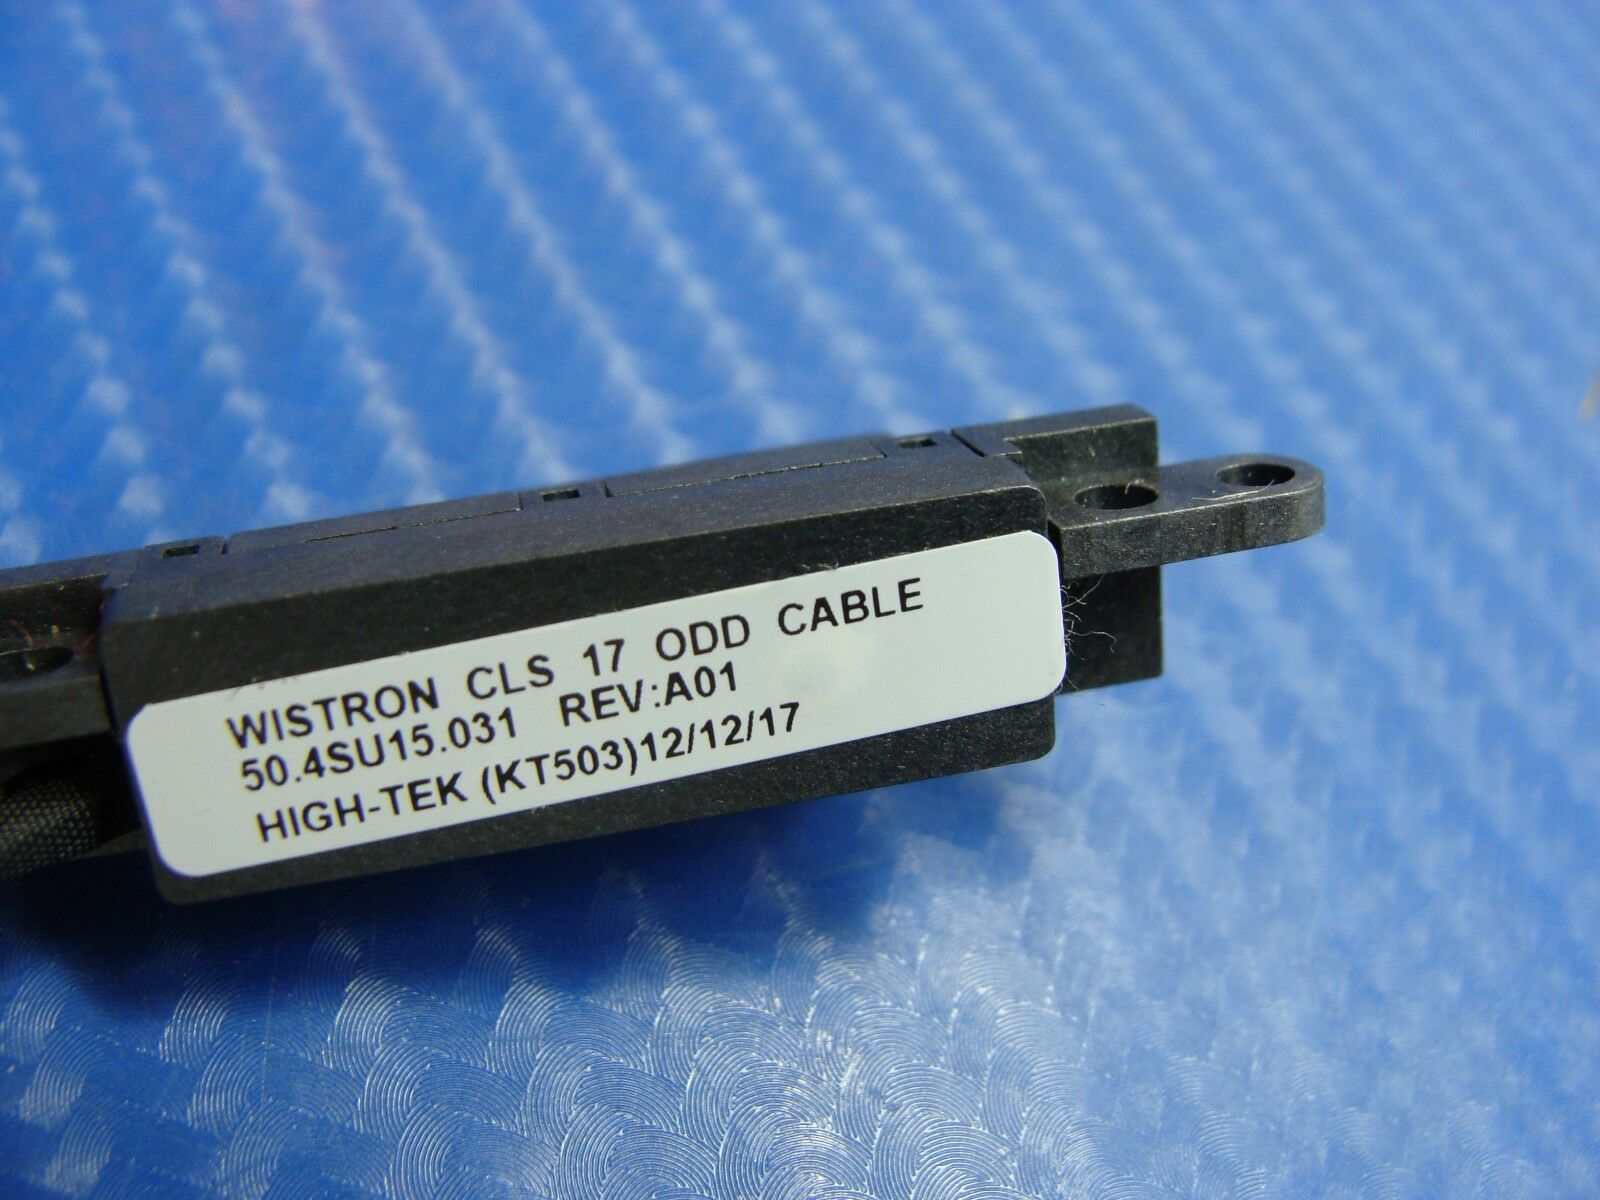 WISTRON CLS 17 ODD CABLE
50.4SU15.031 REV:A01
HIGH-TEK (KT503)12/12/17